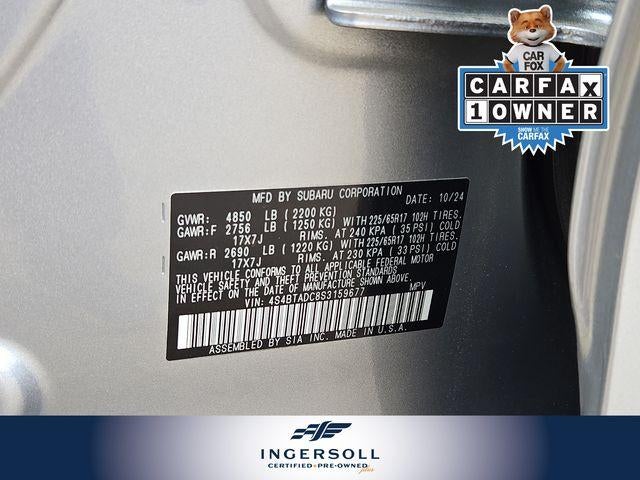 CAR
FOX
CARFAX
1 OWNER
SHOW ME THE
CARFAX
MFD BY SUBARU CORPORATION DATE: 10/24
GVWR: 4850 LB ( 2200 KG)
GAWR:F 2756 LB ( 1250 KG) WITH 225/65R17 102H TIRES,
17X7J RIMS, AT 240 KPA ( 35 PSI) COLD
GAWR:R 2690 LB ( 1220 KG) WITH 225/65R17 102H TIRES,
17X7J RIMS, AT 230 KPA ( 33 PSI) COLD
THIS VEHICLE CONFORMS TO ALL APPLICABLE FEDERAL MOTOR
VEHICLE SAFETY AND THEFT PREVENTION STANDARDS
IN EFFECT ON THE DATE OF MANUFACTURE SHOWN ABOVE.
VIN: 4S4BTADC8S3159677 MPV
ASSEMBLED BY SIA INC. MADE IN U.S.A.
INGERSOLL
CERTIFIED PRE-OWNED plus